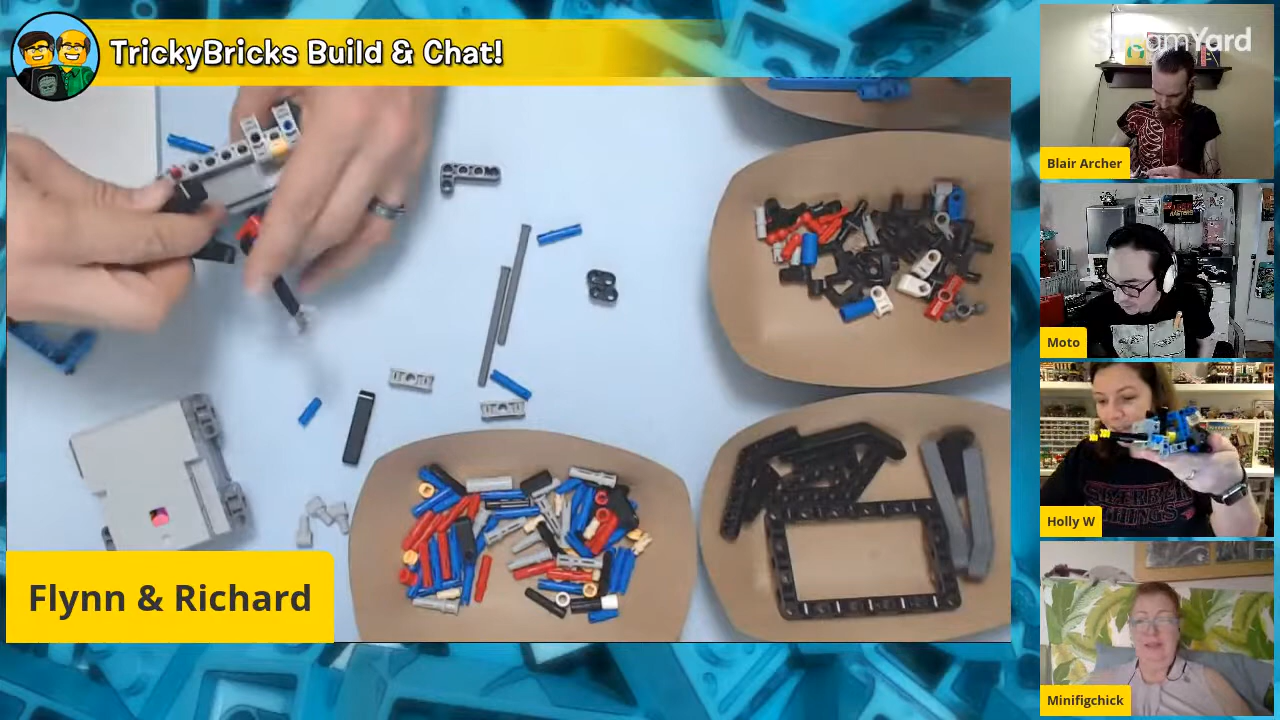 TrickyBricks Build & Chat!
StreamYard
Blair Archer
Moto
Holly W
Minifigchick
Flynn & Richard